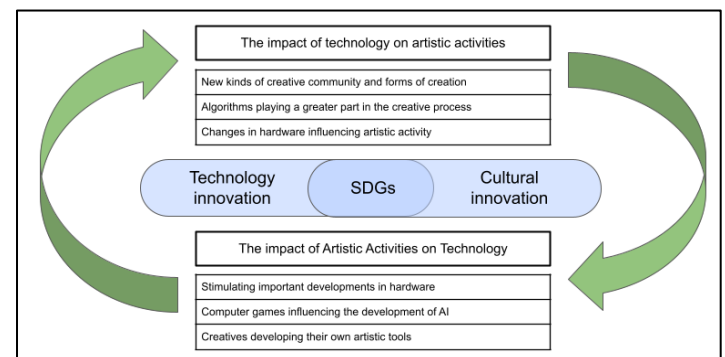 The impact of technology on artistic activities
New kinds of creative community and forms of creation
Algorithms playing a greater part in the creative process
Changes in hardware influencing artistic activity
Technology
innovation
SDGs
Cultural
innovation
The impact of Artistic Activities on Technology
Stimulating important developments in hardware
Computer games influencing the development of AI
Creatives developing their own artistic tools